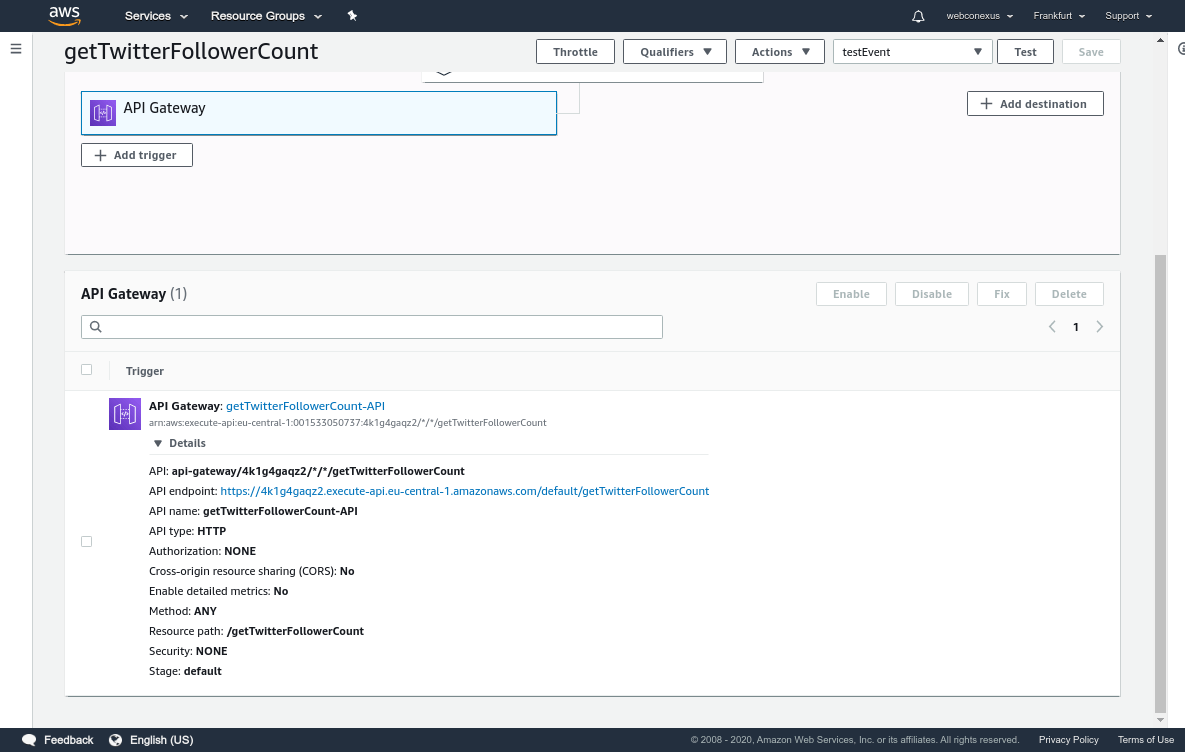 aws Services Resource Groups webconexus Frankfurt Support
getTwitterFollowerCount Throttle Qualifiers Actions testEvent Test Save
API Gateway
Add destination
Add trigger
API Gateway (1) Enable Disable Fix Delete
1
Trigger
API Gateway: getTwitterFollowerCount-API
arn:aws:execute-api:eu-central-1:001533050737:4k1g4gaqz2/*/*/getTwitterFollowerCount
Details
API: api-gateway/4k1g4gaqz2/*/*/getTwitterFollowerCount
API endpoint: https://4k1g4gaqz2.execute-api.eu-central-1.amazonaws.com/default/getTwitterFollowerCount
API name: getTwitterFollowerCount-API
API type: HTTP
Authorization: NONE
Cross-origin resource sharing (CORS): No
Enable detailed metrics: No
Method: ANY
Resource path: /getTwitterFollowerCount
Security: NONE
Stage: default
Feedback English (US) © 2008 - 2020, Amazon Web Services, Inc. or its affiliates. All rights reserved. Privacy Policy Terms of Use